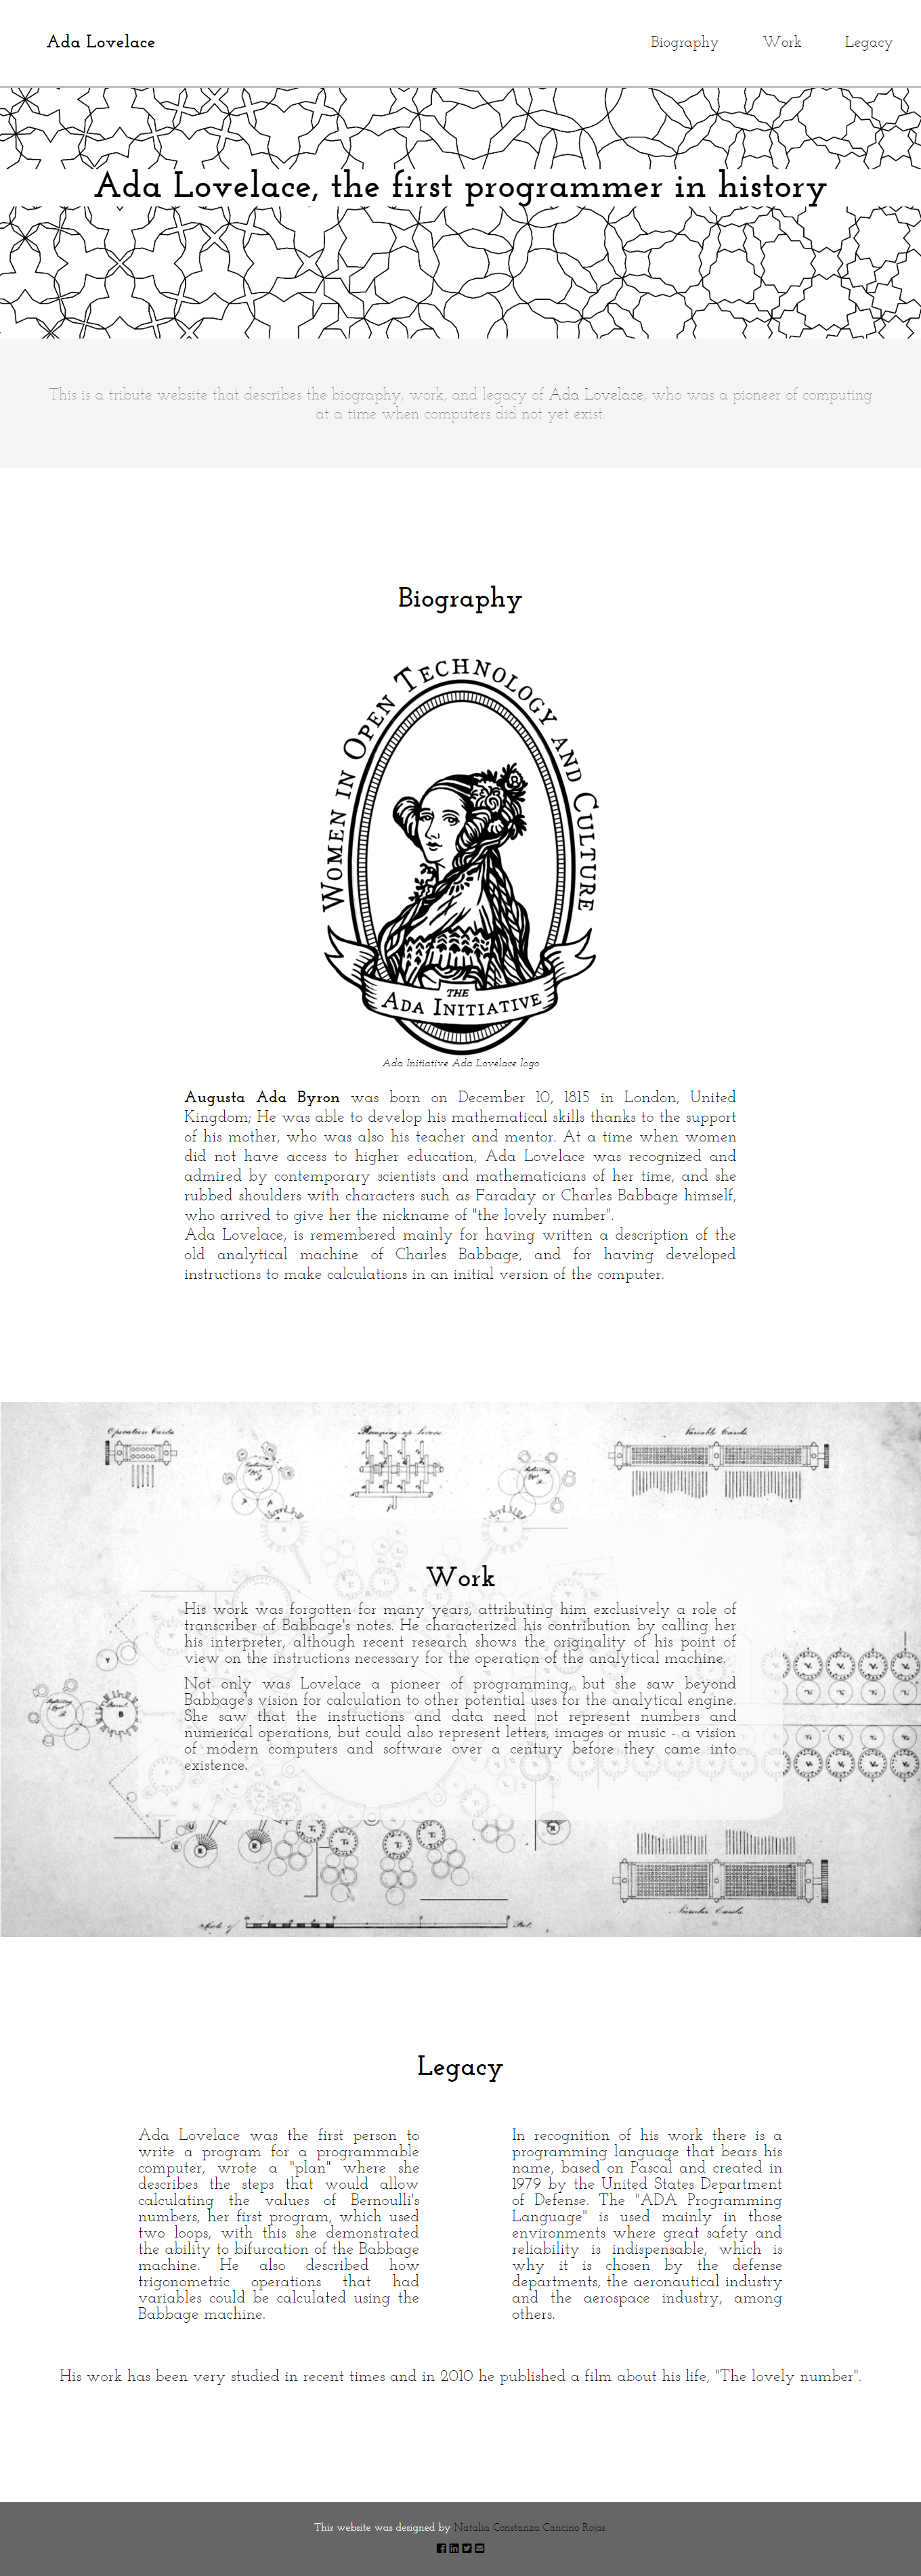 Ada Lovelace
Biography
Work
Legacy
Ada Lovelace, the first programmer in history
This is a tribute website that describes the biography, work, and legacy of Ada Lovelace, who was a pioneer of computing
at a time when computers did not yet exist.
Biography
WOMEN IN OPEN TECHNOLOGY AND CULTURE
THE
ADA INITIATIVE
Ada Initiative Ada Lovelace logo
Augusta Ada Byron was born on December 10, 1815 in London, United
Kingdom; He was able to develop his mathematical skills thanks to the support
of his mother, who was also his teacher and mentor. At a time when women
did not have access to higher education, Ada Lovelace was recognized and
admired by contemporary scientists and mathematicians of her time, and she
rubbed shoulders with characters such as Faraday or Charles Babbage himself,
who arrived to give her the nickname of "the lovely number".
Ada Lovelace, is remembered mainly for having written a description of the
old analytical machine of Charles Babbage, and for having developed
instructions to make calculations in an initial version of the computer.
Operation Cards
Variable Cards
Work
His work was forgotten for many years, attributing him exclusively a role of
transcriber of Babbage's notes. He characterized his contribution by calling her
his interpreter, although recent research shows the originality of his point of
view on the instructions necessary for the operation of the analytical machine.
Not only was Lovelace a pioneer of programming, but she saw beyond
Babbage's vision for calculation to other potential uses for the analytical engine.
She saw that the instructions and data need not represent numbers and
numerical operations, but could also represent letters, images or music - a vision
of modern computers and software over a century before they came into
existence.
Number Cards
Scale of
Feet.
Legacy
Ada Lovelace was the first person to
write a program for a programmable
computer, wrote a "plan" where she
describes the steps that would allow
calculating the values of Bernoulli's
numbers, her first program, which used
two loops, with this she demonstrated
the ability to bifurcation of the Babbage
machine. He also described how
trigonometric operations that had
variables could be calculated using the
Babbage machine.
In recognition of his work there is a
programming language that bears his
name, based on Pascal and created in
1979 by the United States Department
of Defense. The "ADA Programming
Language" is used mainly in those
environments where great safety and
reliability is indispensable, which is
why it is chosen by the defense
departments, the aeronautical industry
and the aerospace industry, among
others.
His work has been very studied in recent times and in 2010 he published a film about his life, "The lovely number".
This website was designed by Natalia Constanza Cancino Rojas.